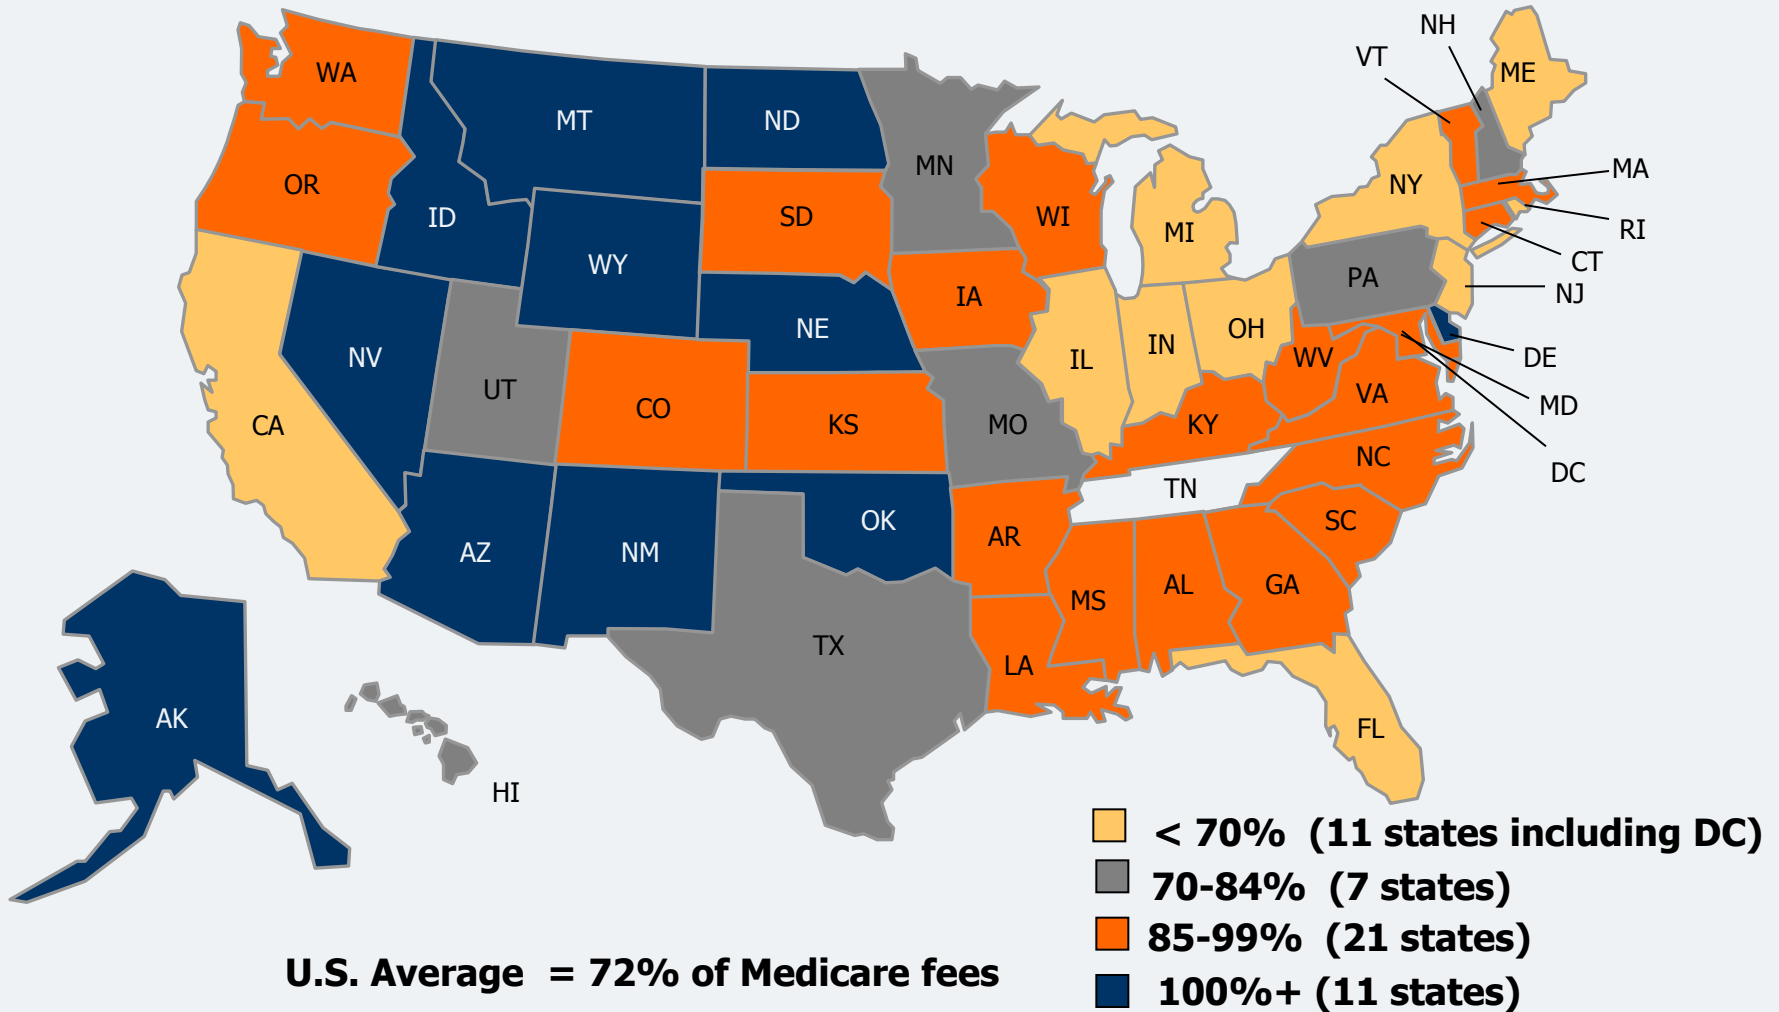 NH
VT
ME
WA
MT
ND
MN
MA
OR
NY
ID
SD
WI
MI
RI
WY
CT
PA
NJ
IA
NE
OH
IN
NV
IL
WV
DE
UT
VA
CO
MD
CA
KS
MO
KY
NC
DC
TN
OK
SC
AR
AZ
NM
AL
GA
MS
TX
LA
AK
FL
HI
< 70% (11 states including DC)
70-84% (7 states)
85-99% (21 states)
U.S. Average = 72% of Medicare fees
100%+ (11 states)